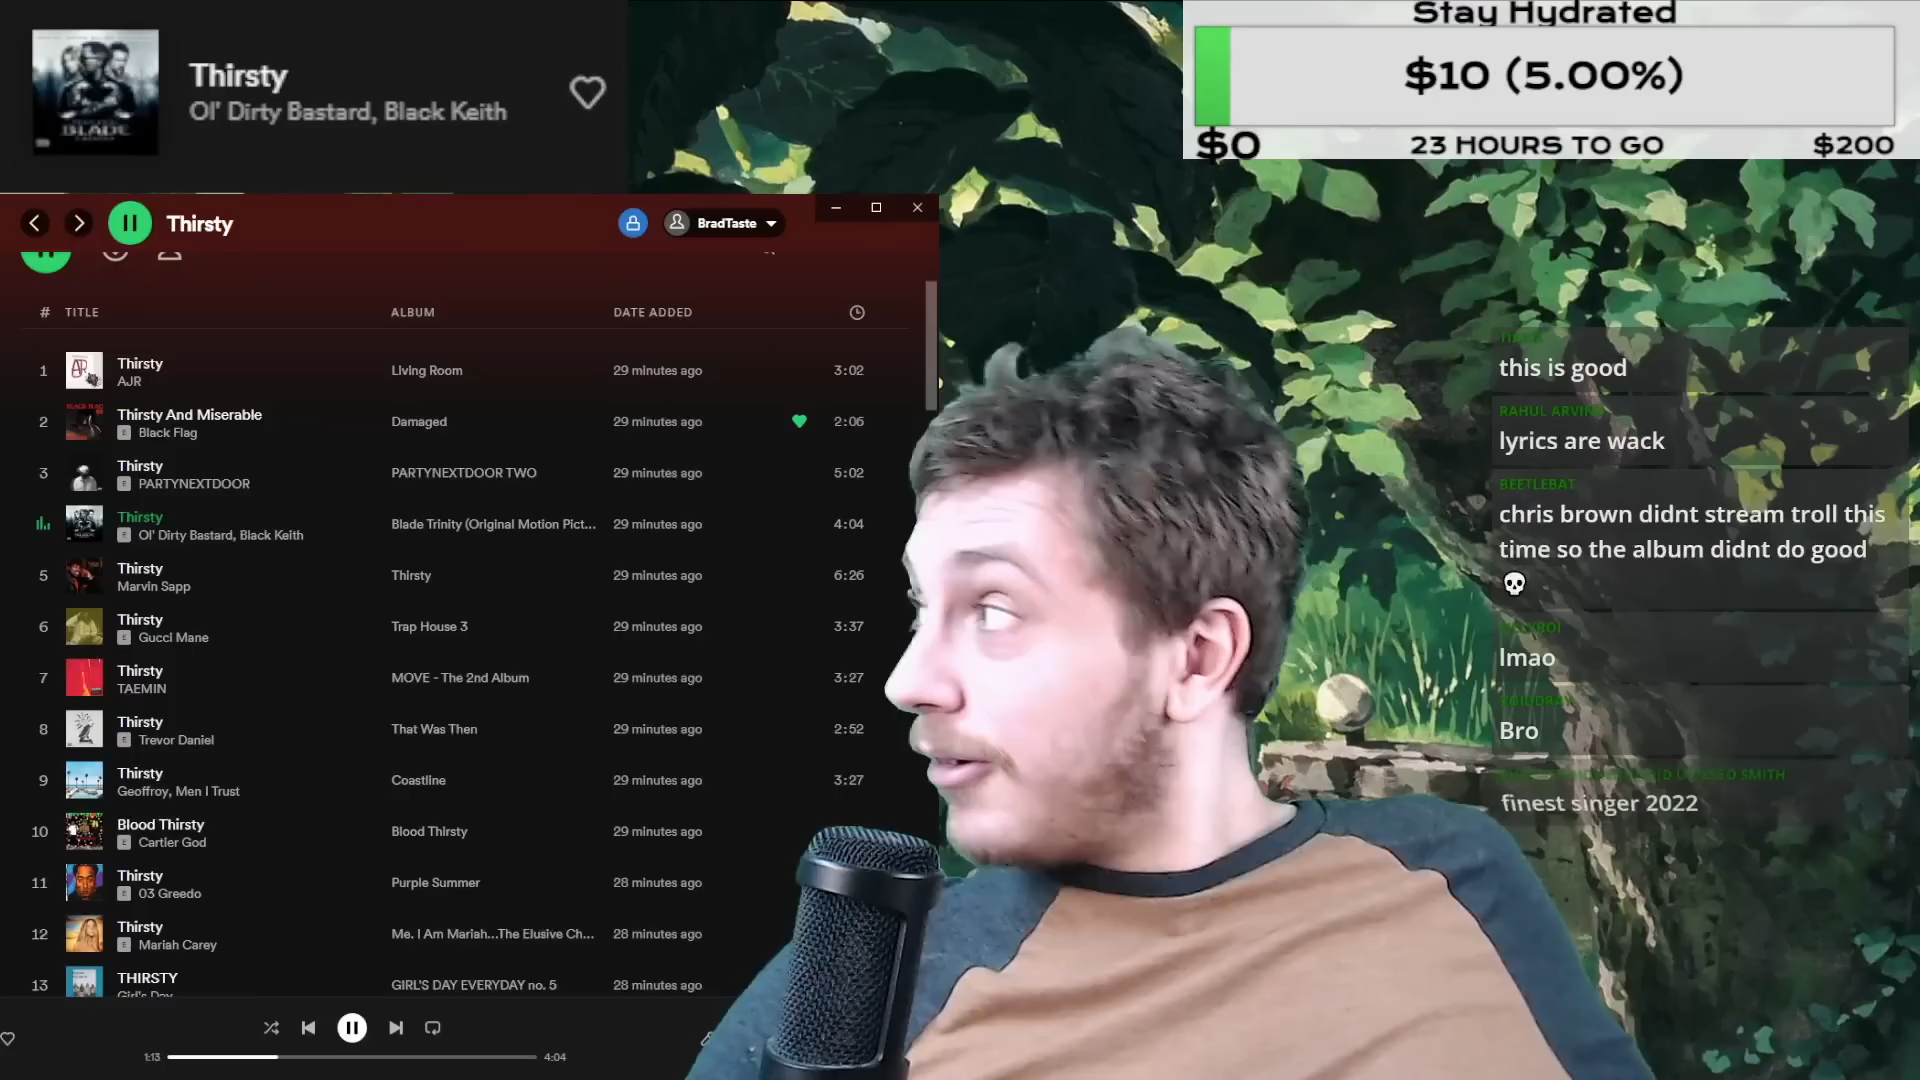 Thirsty
Ol' Dirty Bastard, Black Keith
BLADE
Stay Hydrated
$10 (5.00%)
$0
23 HOURS TO GO
$200
Thirsty
BradTaste
# TITLE ALBUM DATE ADDED
1 Thirsty Living Room 29 minutes ago 3:02
AJR
2 Thirsty And Miserable Damaged 29 minutes ago 2:06
E Black Flag
3 Thirsty PARTYNEXTDOOR TWO 29 minutes ago 5:02
E PARTYNEXTDOOR
Thirsty Blade Trinity (Original Motion Pict... 29 minutes ago 4:04
E Ol' Dirty Bastard, Black Keith
5 Thirsty Thirsty 29 minutes ago 6:26
Marvin Sapp
6 Thirsty Trap House 3 29 minutes ago 3:37
E Gucci Mane
7 Thirsty MOVE - The 2nd Album 29 minutes ago 3:27
TAEMIN
8 Thirsty That Was Then 29 minutes ago 2:52
E Trevor Daniel
9 Thirsty Coastline 29 minutes ago 3:27
Geoffroy, Men I Trust
10 Blood Thirsty Blood Thirsty 29 minutes ago
E Cartier God
11 Thirsty Purple Summer 28 minutes ago
E 03 Greedo
12 Thirsty Me. I Am Mariah...The Elusive Ch... 28 minutes ago
E Mariah Carey
13 THIRSTY GIRL'S DAY EVERYDAY no. 5 28 minutes ago
Girl's Day
1:13
4:04
this is good
RAHUL
lyrics are wack
BEETLEBAT
chris brown didnt stream troll this
time so the album didnt do good
💀
lmao
Bro
SMITH
finest singer 2022